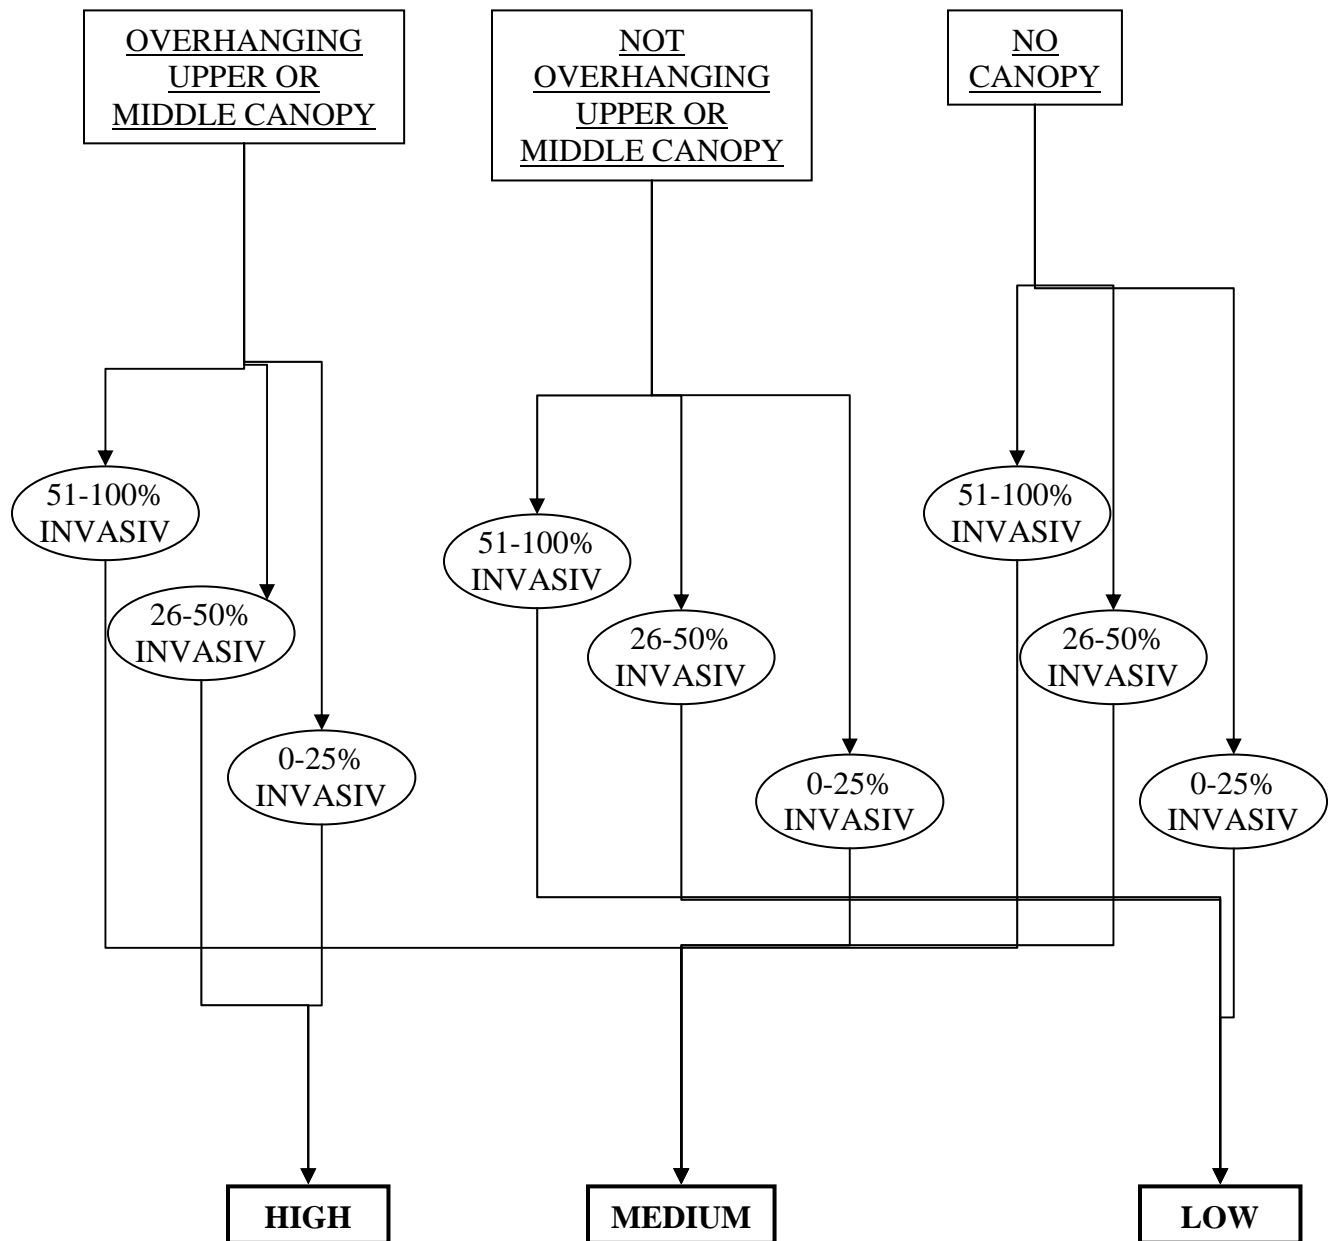 OVERHANGING
UPPER OR
MIDDLE CANOPY
NOT
OVERHANGING
UPPER OR
MIDDLE CANOPY
NO
CANOPY
51-100%
INVASIV
26-50%
INVASIV
0-25%
INVASIV
51-100%
INVASIV
26-50%
INVASIV
0-25%
INVASIV
51-100%
INVASIV
26-50%
INVASIV
0-25%
INVASIV
HIGH
MEDIUM
LOW